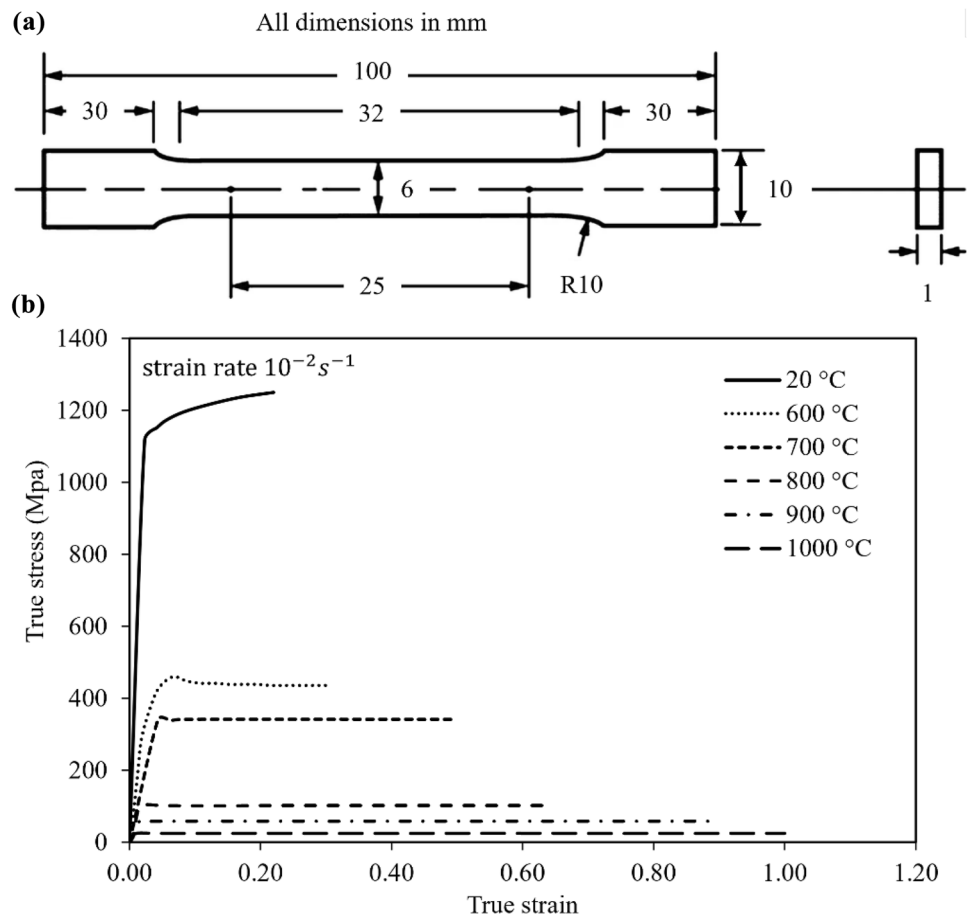 (a)
All dimensions in mm
100
30
32
30
6
10
25
R10
1
(b)
1400
1200
1000
800
600
400
200
0
True stress (Mpa)
strain rate 10⁻²s⁻¹
20 °C
600 °C
700 °C
800 °C
900 °C
1000 °C
0.00
0.20
0.40
0.60
0.80
1.00
1.20
True strain